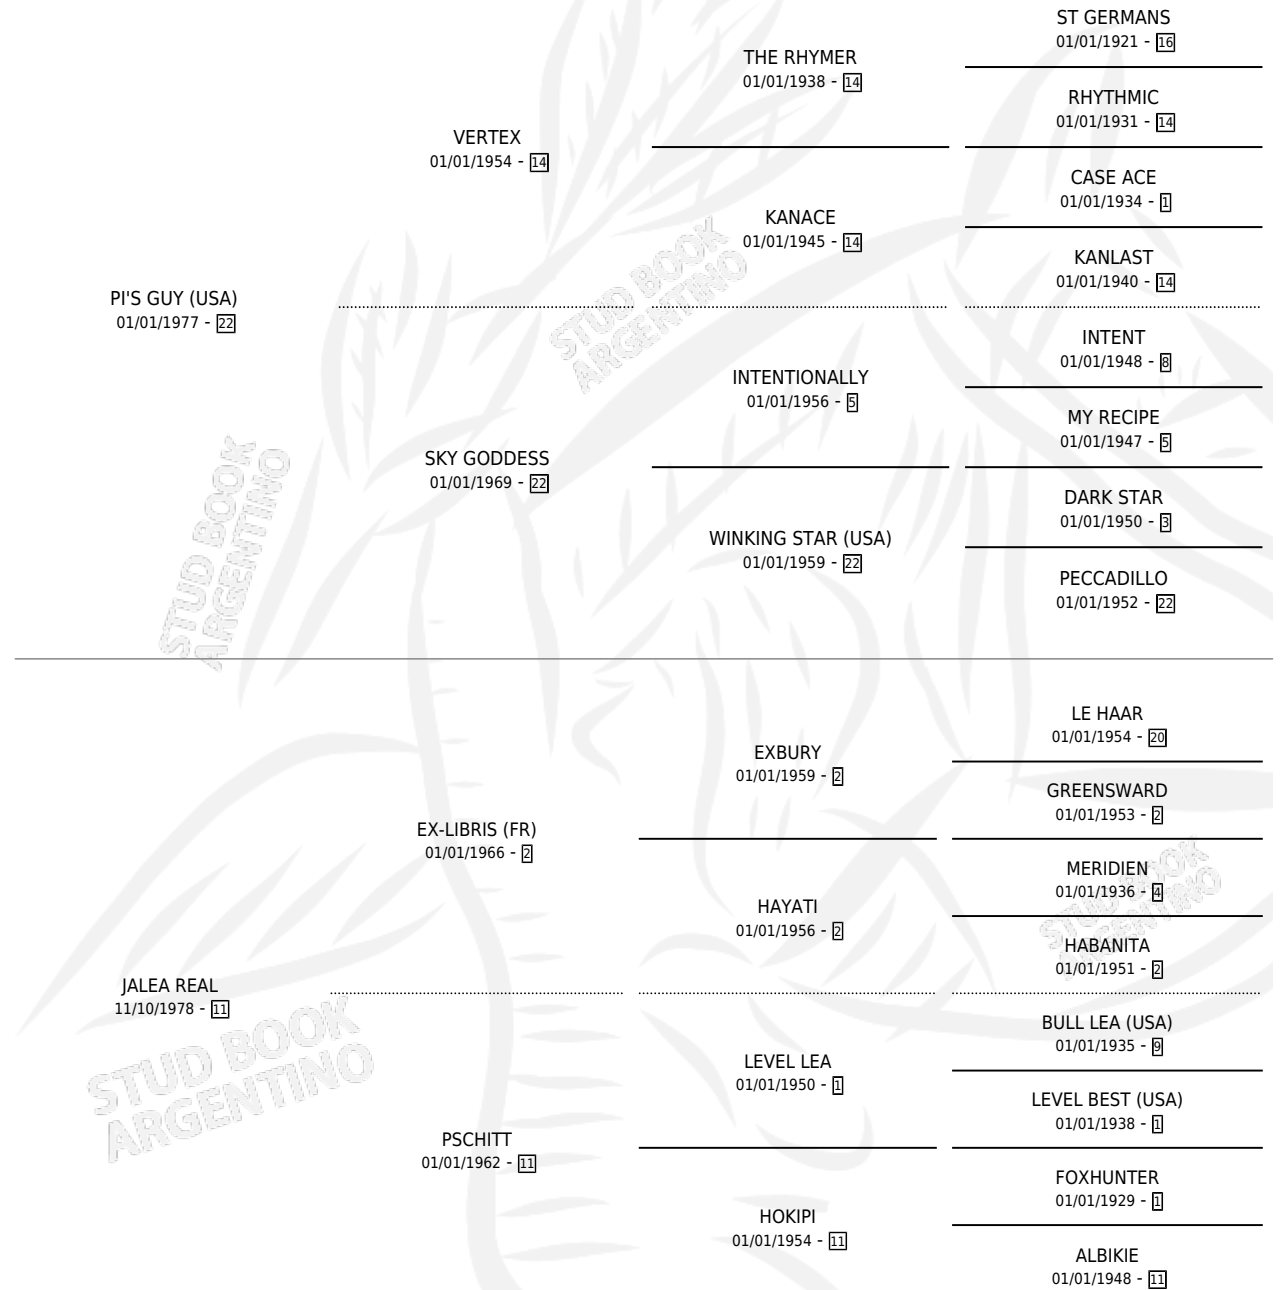 ST GERMANS
01/01/1921 - 16
THE RHYMER
01/01/1938 - 14
RHYTHMIC
01/01/1931 - 14
VERTEX
01/01/1954 - 14
CASE ACE
01/01/1934 - 1
KANACE
01/01/1945 - 14
KANLAST
01/01/1940 - 14
PI'S GUY (USA)
01/01/1977 - 22
INTENT
01/01/1948 - 8
INTENTIONALLY
01/01/1956 - 5
MY RECIPE
01/01/1947 - 5
SKY GODDESS
01/01/1969 - 22
DARK STAR
01/01/1950 - 3
WINKING STAR (USA)
01/01/1959 - 22
PECCADILLO
01/01/1952 - 22
LE HAAR
01/01/1954 - 20
EXBURY
01/01/1959 - 2
GREENSWARD
01/01/1953 - 2
EX-LIBRIS (FR)
01/01/1966 - 2
MERIDIEN
01/01/1936 - 4
HAYATI
01/01/1956 - 2
HABANITA
01/01/1951 - 2
JALEA REAL
11/10/1978 - 11
BULL LEA (USA)
01/01/1935 - 9
LEVEL LEA
01/01/1950 - 1
LEVEL BEST (USA)
01/01/1938 - 1
PSCHITT
01/01/1962 - 11
FOXHUNTER
01/01/1929 - 1
HOKIPI
01/01/1954 - 11
ALBIKIE
01/01/1948 - 11
STUD BOOK
ARGENTINO
STUD BOOK
ARGENTINO
STUD BOOK
ARGENTINO
STUD BOOK
ARGENTINO